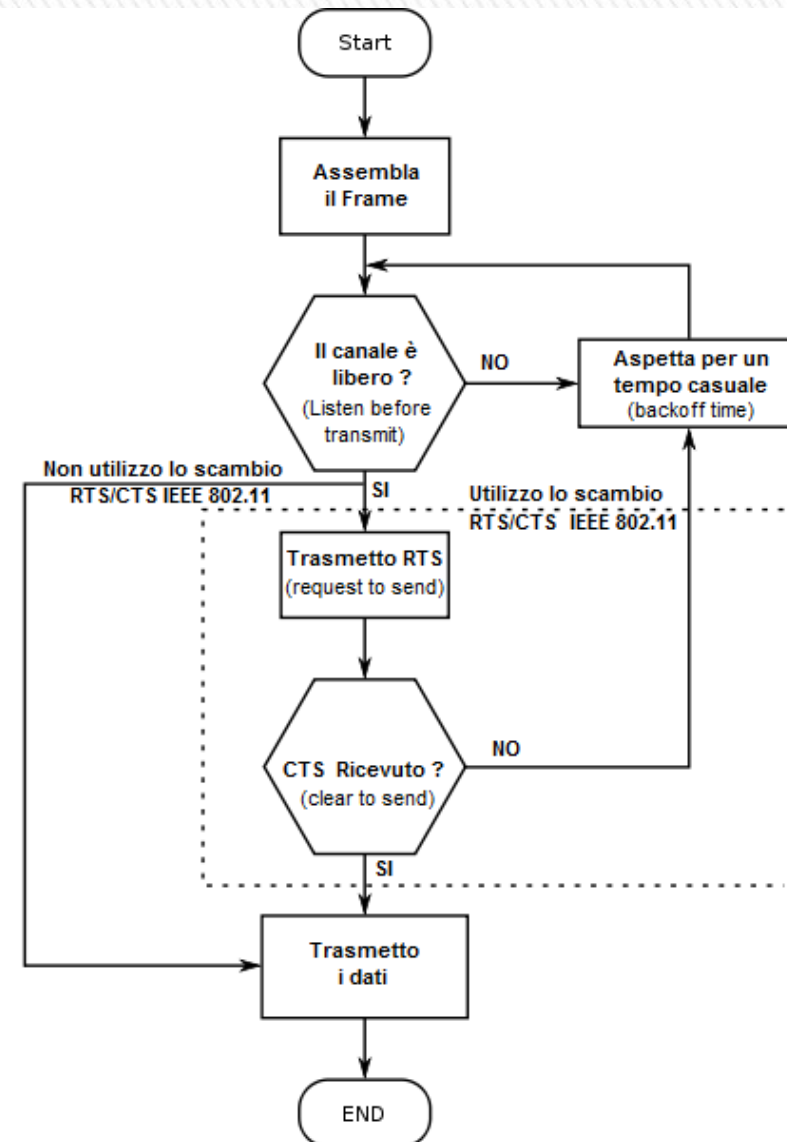 Start
Assembla
il Frame
Il canale è
libero ?
(Listen before
transmit)
NO
Aspetta per un
tempo casuale
(backoff time)
Non utilizzo lo scambio
RTS/CTS IEEE 802.11
SI
Utilizzo lo scambio
RTS/CTS IEEE 802.11
Trasmetto RTS
(request to send)
CTS Ricevuto ?
(clear to send)
NO
SI
Trasmetto
i dati
END